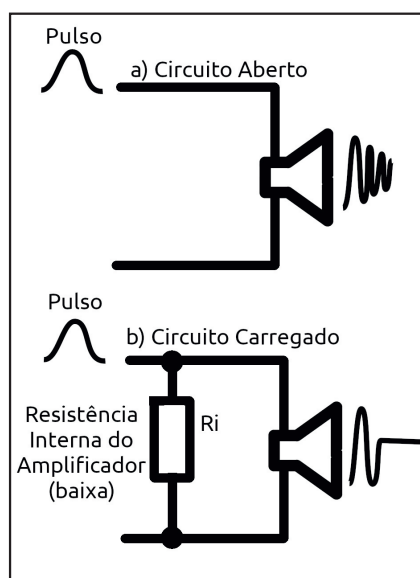 Pulso
a) Circuito Aberto
Pulso
b) Circuito Carregado
Resistência
Interna do
Amplificador
(baixa)
Ri